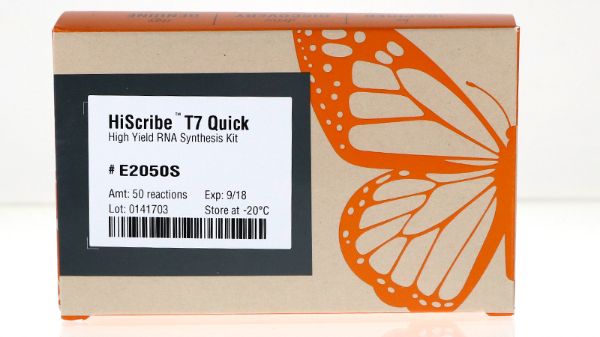 HiScribe™ T7 Quick
High Yield RNA Synthesis Kit
# E2050S
Amt: 50 reactions Exp: 9/18
Lot: 0141703 Store at -20°C